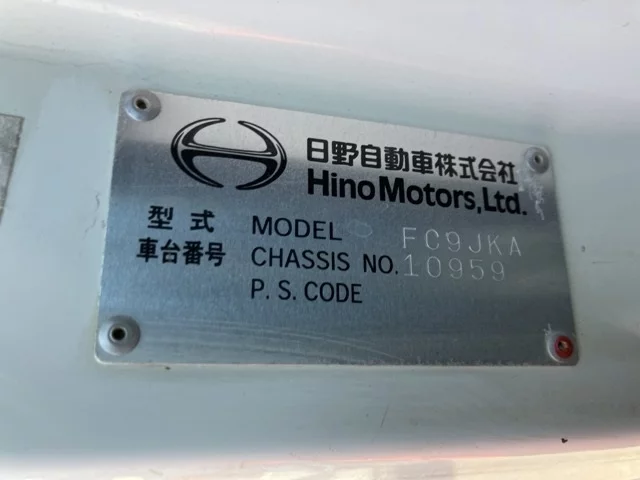 日野自動車株式会社
Hino Motors, Ltd.
型式 MODEL FC9JKA
車台番号 CHASSIS NO. 10959
P. S. CODE